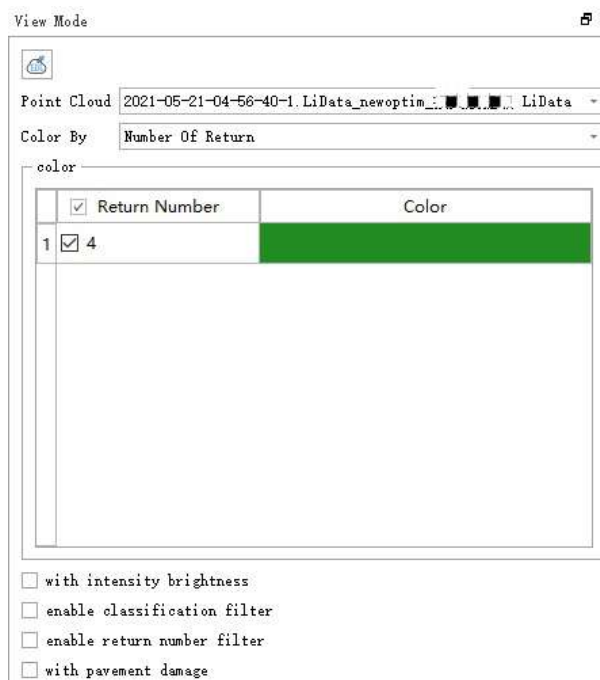 View Mode
Point Cloud 2021-05-21-04-56-40-1.LiData_newoptim_ LiData
Color By Number Of Return
color
Return Number Color
1 4
with intensity brightness
enable classification filter
enable return number filter
with pavement damage